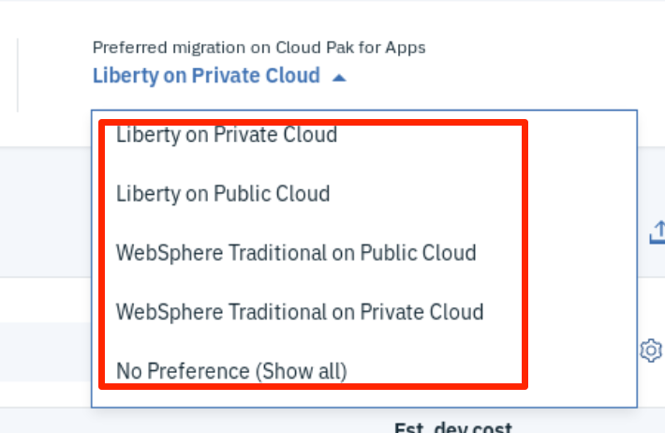 Preferred migration on Cloud Pak for Apps
Liberty on Private Cloud
Liberty on Private Cloud
Liberty on Public Cloud
WebSphere Traditional on Public Cloud
WebSphere Traditional on Private Cloud
No Preference (Show all)
Est. dev cost